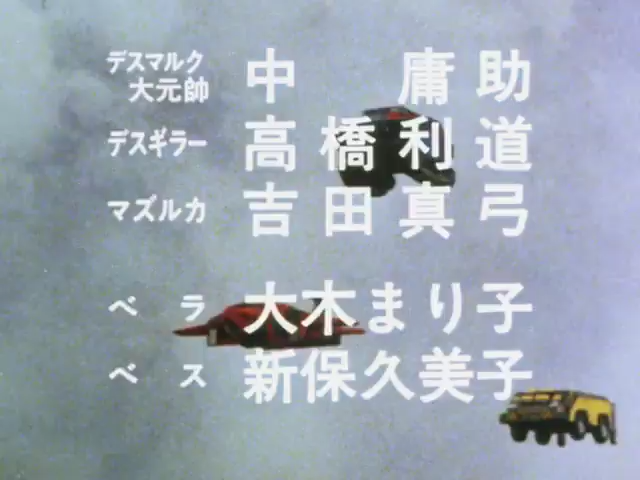 デスマルク大元帥 中庸助
デスギラー 高橋利道
マズルカ 吉田真弓
ベラ 大木まり子
ベス 新保久美子